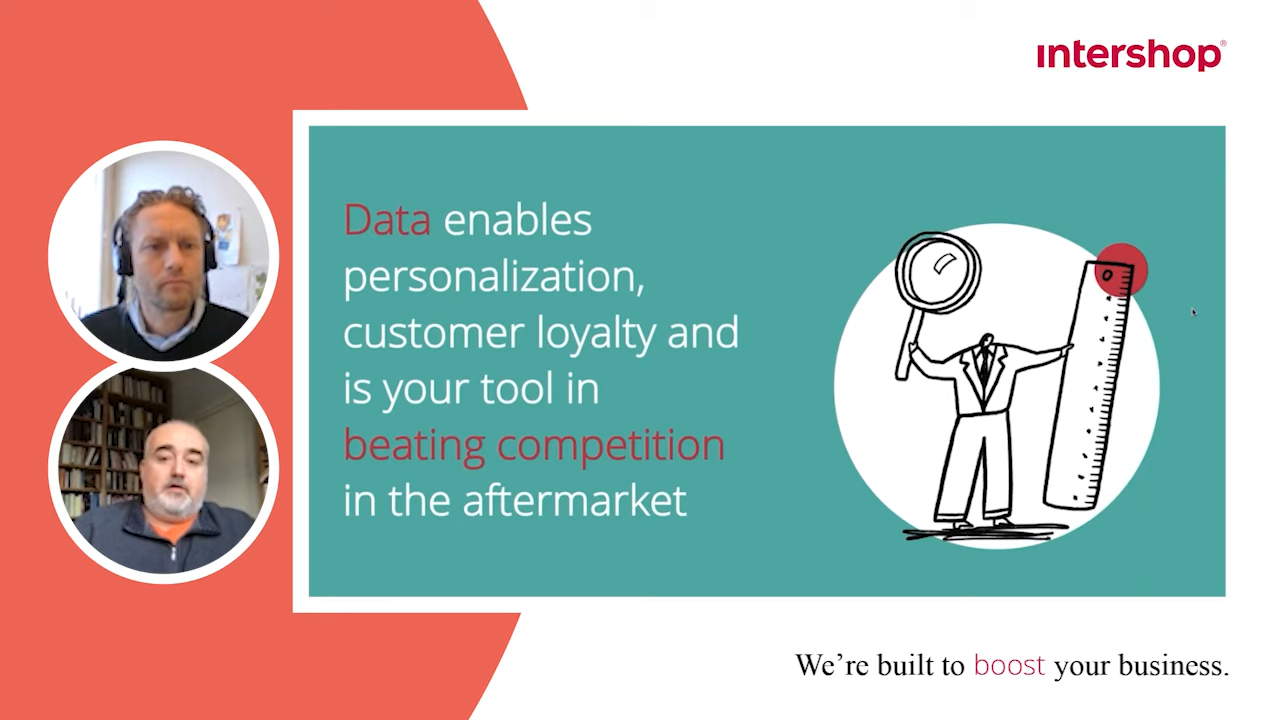 intershop®
Data enables
personalization,
customer loyalty and
is your tool in
beating competition
in the aftermarket
0
We’re built to boost your business.